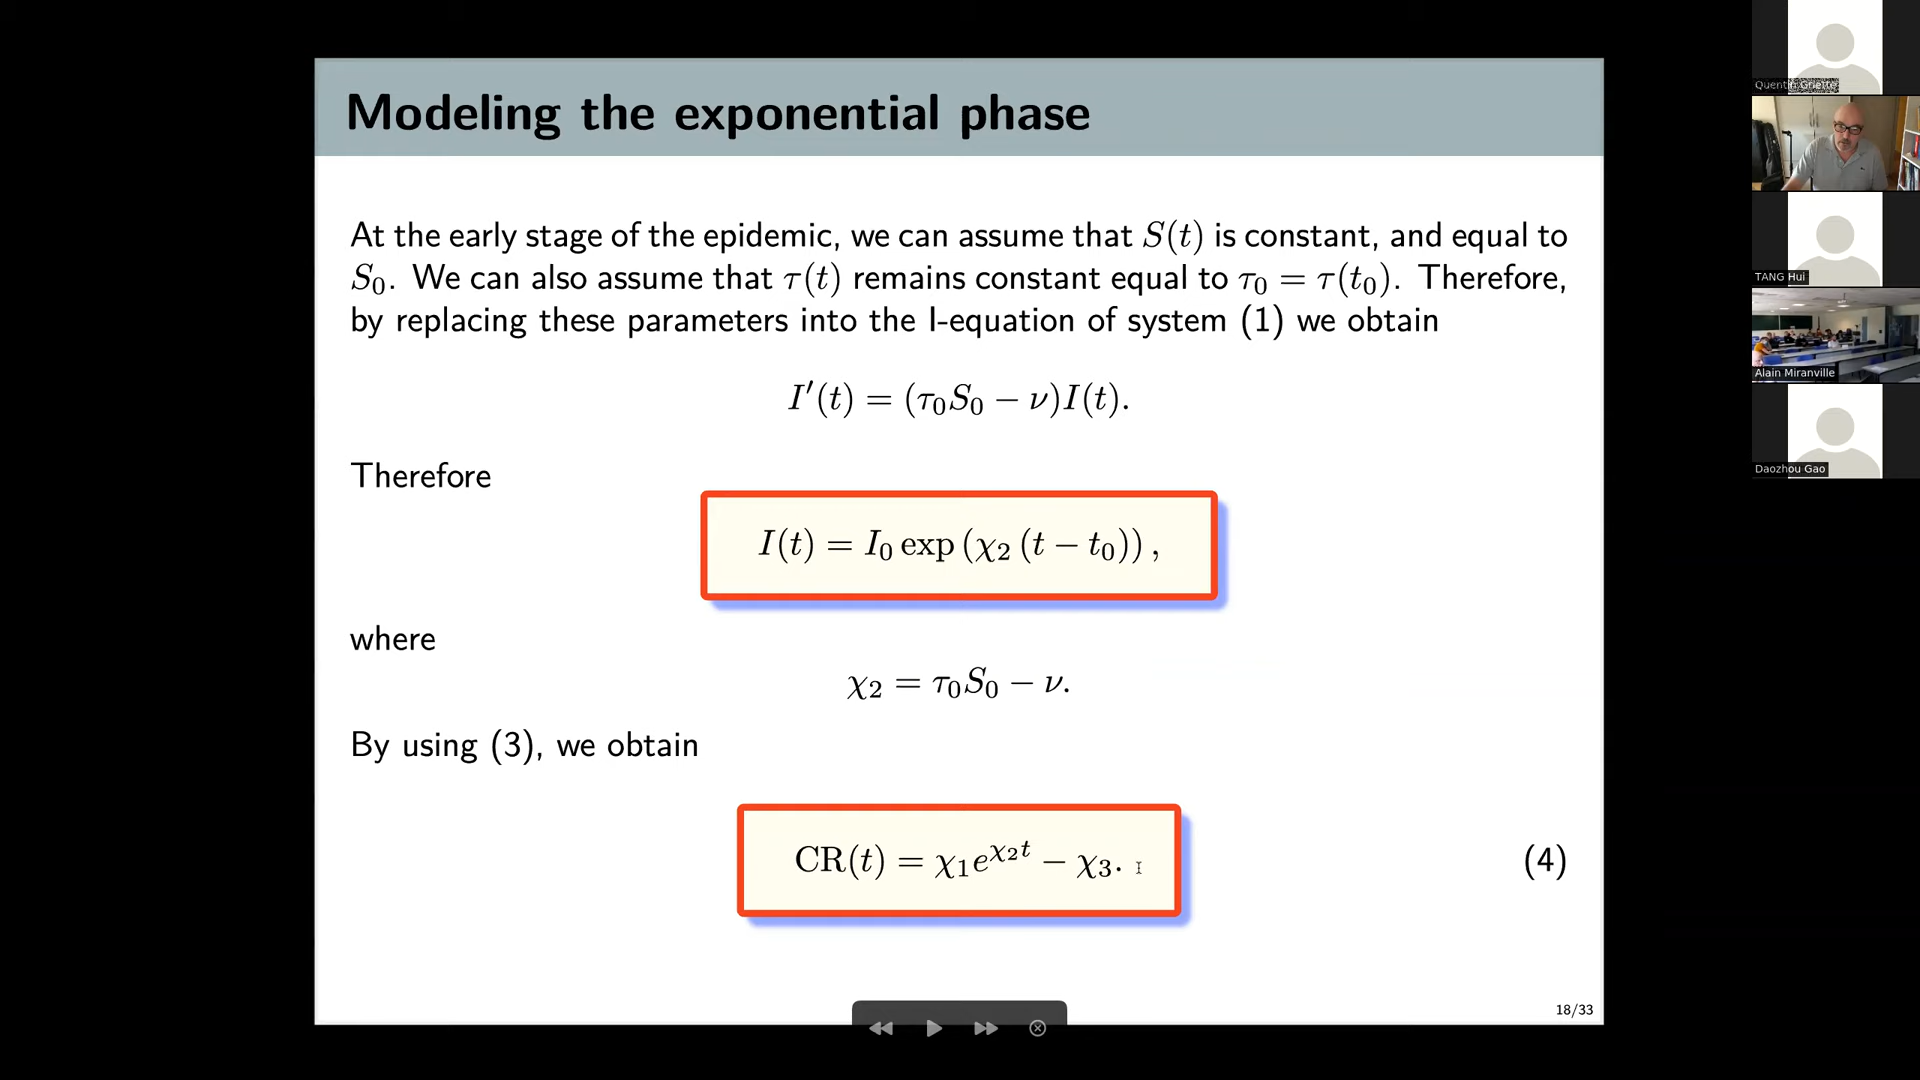 Modeling the exponential phase
At the early stage of the epidemic, we can assume that S(t) is constant, and equal to
S₀. We can also assume that τ(t) remains constant equal to τ₀ = τ(t₀). Therefore,
by replacing these parameters into the I-equation of system (1) we obtain
I′(t) = (τ₀S₀ − ν)I(t).
Therefore
I(t) = I₀ exp (χ₂ (t − t₀)) ,
where
χ₂ = τ₀S₀ − ν.
By using (3), we obtain
CR(t) = χ₁e^{χ₂t} − χ₃. (4)
18/33
TANG Hui
Alain Miranville
Daozhou Gao